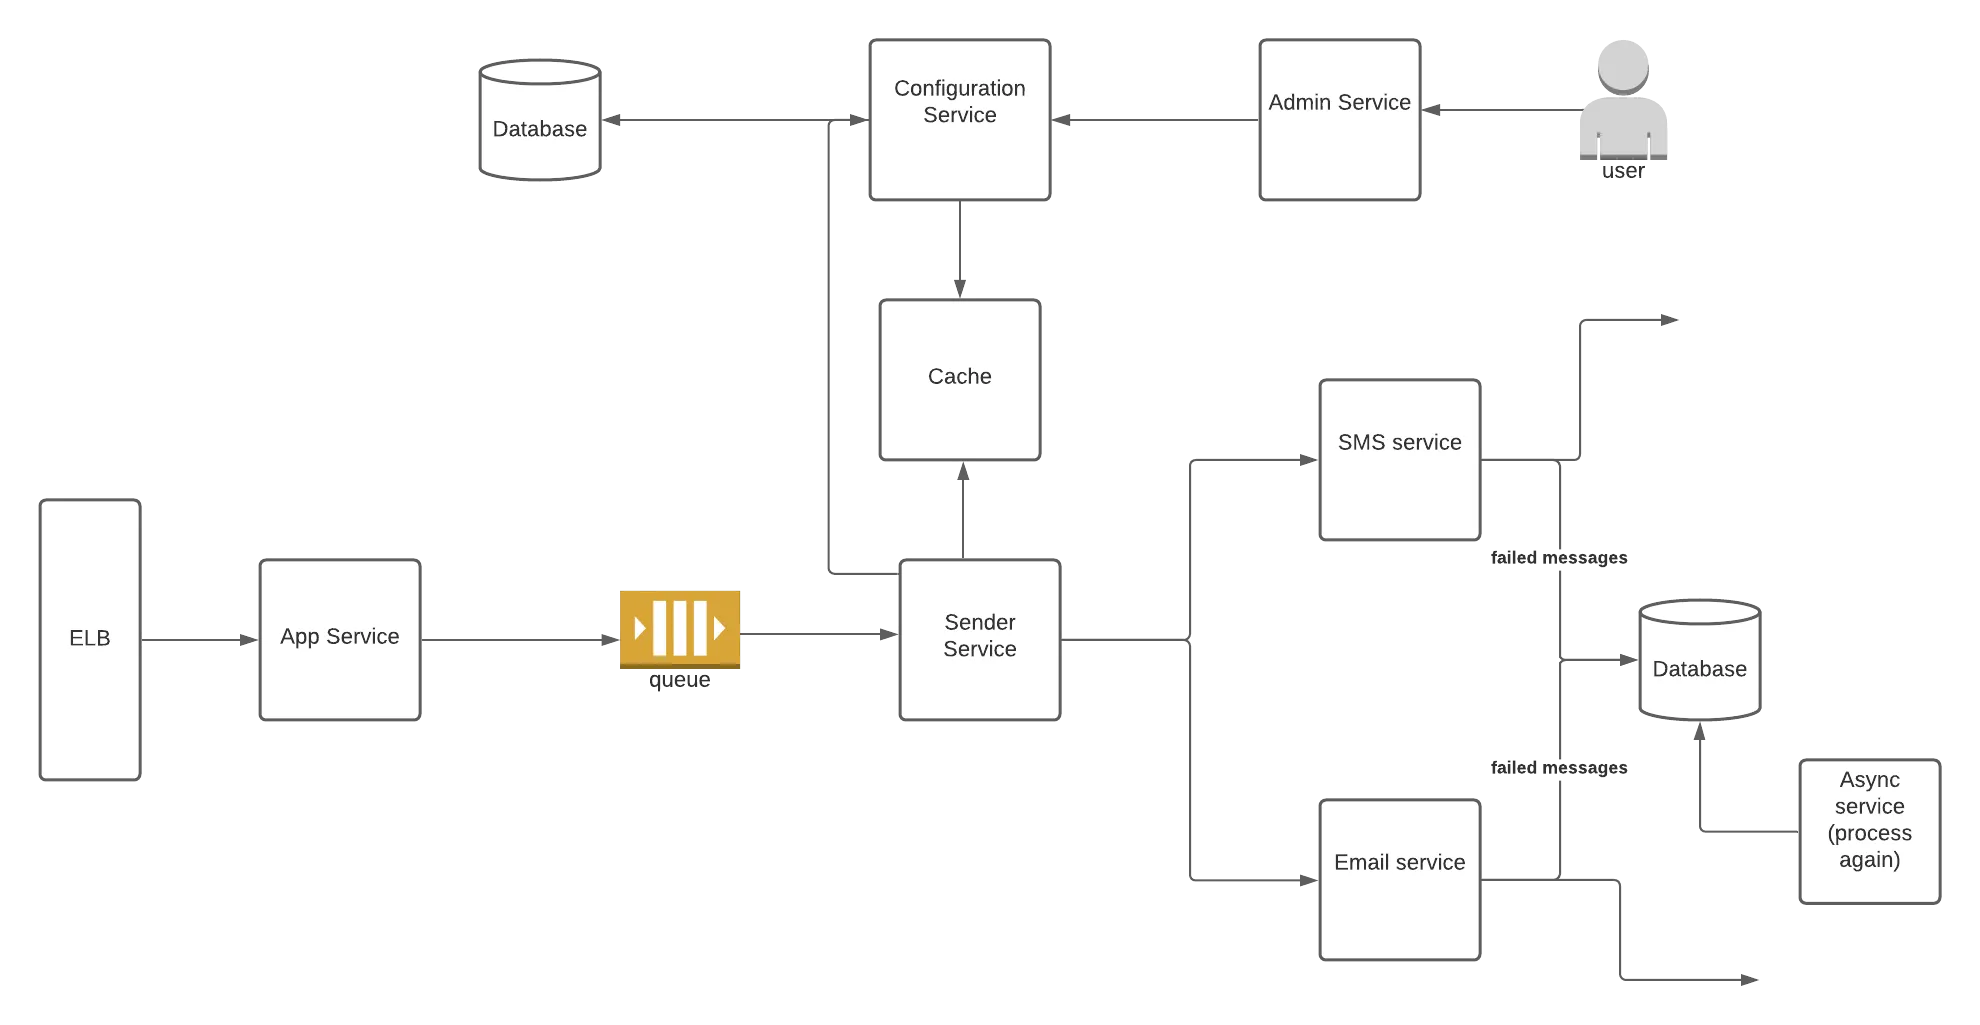 Configuration
Service
Admin Service
Database
user
Cache
SMS service
ELB
App Service
queue
Sender
Service
failed messages
Database
failed messages
Email service
Async
service
(process
again)